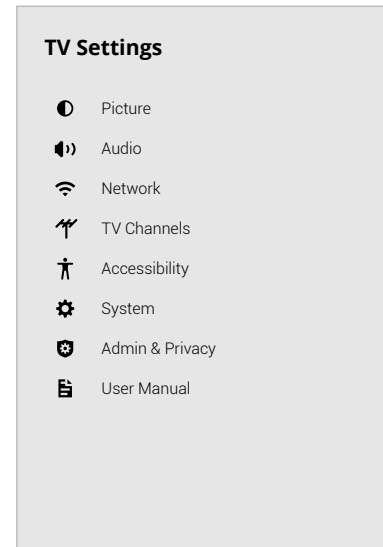 TV Settings
Picture
Audio
Network
TV Channels
Accessibility
System
Admin & Privacy
User Manual